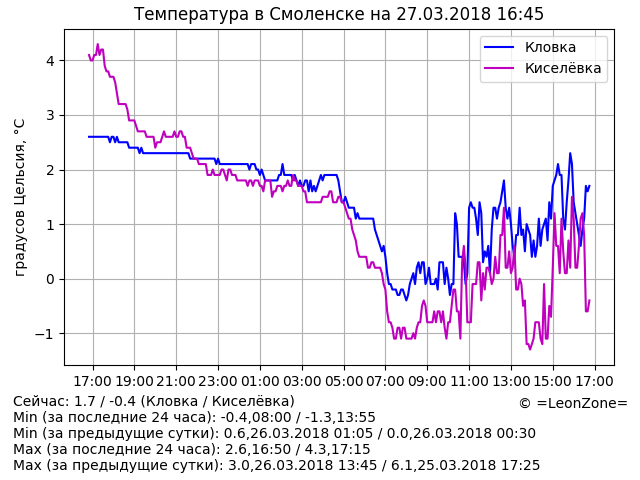 Температура в Смоленске на 27.03.2018 16:45
градусов Цельсия, °C
4
3
2
1
0
−1
Кловка
Киселёвка
17:00 19:00 21:00 23:00 01:00 03:00 05:00 07:00 09:00 11:00 13:00 15:00 17:00
Сейчас: 1.7 / -0.4 (Кловка / Киселёвка)
© =LeonZone=
Min (за последние 24 часа): -0.4,08:00 / -1.3,13:55
Min (за предыдущие сутки): 0.6,26.03.2018 01:05 / 0.0,26.03.2018 00:30
Max (за последние 24 часа): 2.6,16:50 / 4.3,17:15
Max (за предыдущие сутки): 3.0,26.03.2018 13:45 / 6.1,25.03.2018 17:25